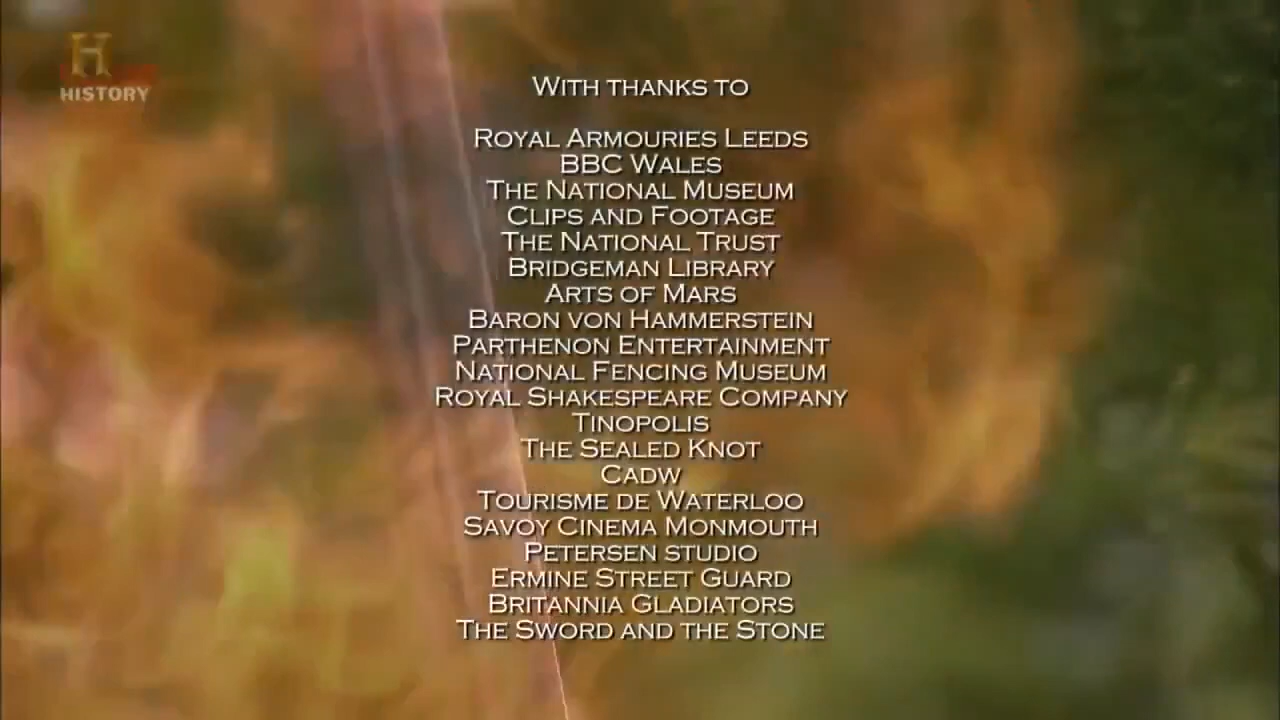 H
HISTORY
WITH THANKS TO
ROYAL ARMOURIES LEEDS
BBC WALES
THE NATIONAL MUSEUM
CLIPS AND FOOTAGE
THE NATIONAL TRUST
BRIDGEMAN LIBRARY
ARTS OF MARS
BARON VON HAMMERSTEIN
PARTHENON ENTERTAINMENT
NATIONAL FENCING MUSEUM
ROYAL SHAKESPEARE COMPANY
TINOPOLIS
THE SEALED KNOT
CADW
TOURISME DE WATERLOO
SAVOY CINEMA MONMOUTH
PETERSEN STUDIO
ERMINE STREET GUARD
BRITANNIA GLADIATORS
THE SWORD AND THE STONE